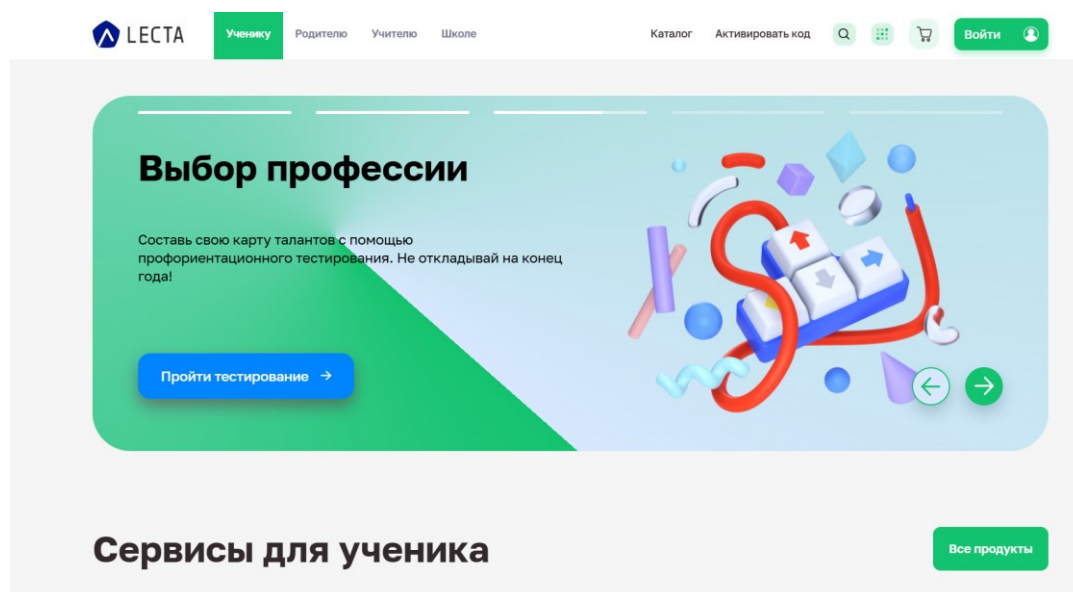 LECTA
Ученику
Родителю
Учителю
Школе
Каталог
Активировать код
Войти
Выбор профессии
Составь свою карту талантов с помощью
профориентационного тестирования. Не откладывай на конец
года!
Пройти тестирование →
Сервисы для ученика
Все продукты